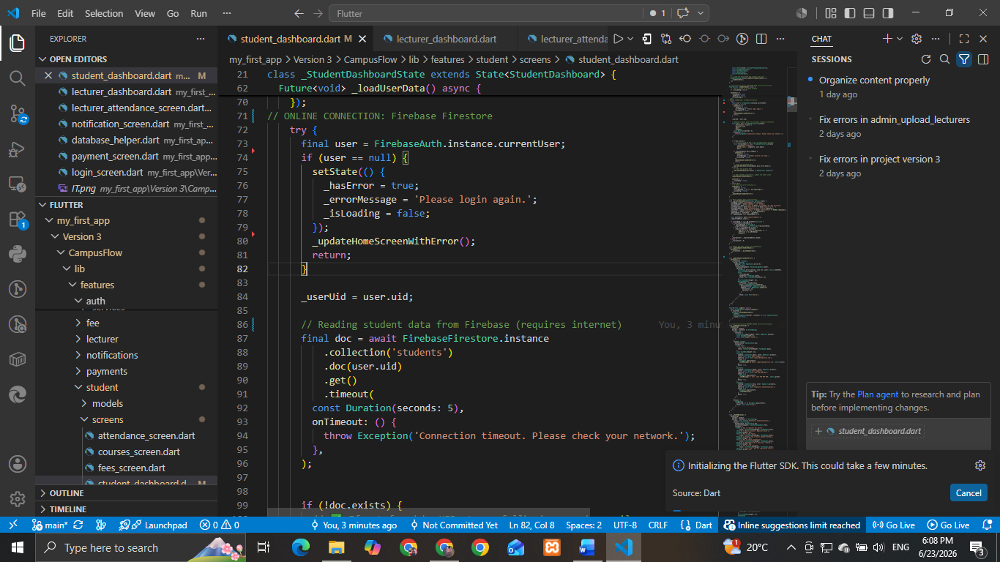 File Edit Selection View Go Run ···
Flutter
1
EXPLORER
OPEN EDITORS
student_dashboard.dart m... M
lecturer_dashboard.dart my_first_...
lecturer_attendance_screen.dart...
notification_screen.dart my_first_...
database_helper.dart my_first_ap...
payment_screen.dart my_first_ap...
login_screen.dart my_first_app\Ver...
IT.png my_first_app\Version 3\Camp...
FLUTTER
my_first_app
Version 3
CampusFlow
lib
features
auth
fee
lecturer
notifications
payments
student
models
screens
attendance_screen.dart
courses_screen.dart
fees_screen.dart
student_dashboard.d M
OUTLINE
TIMELINE
student_dashboard.dart M
lecturer_dashboard.dart
lecturer_attenda
my_first_app > Version 3 > CampusFlow > lib > features > student > screens > student_dashboard.dart
21 class _StudentDashboardState extends State<StudentDashboard> {
62 Future<void> _loadUserData() async {
70 });
71 // ONLINE CONNECTION: Firebase Firestore
72 try {
73 final user = FirebaseAuth.instance.currentUser;
74 if (user == null) {
75 setState(() {
76 _hasError = true;
77 _errorMessage = 'Please login again.';
78 _isLoading = false;
79 });
80 _updateHomeScreenWithError();
81 return;
82 }
83
84 _userUid = user.uid;
85
86 // Reading student data from Firebase (requires internet) You, 3 minu
87 final doc = await FirebaseFirestore.instance
88 .collection('students')
89 .doc(user.uid)
90 .get()
91 .timeout(
92 const Duration(seconds: 5),
93 onTimeout: () {
94 throw Exception('Connection timeout. Please check your network.');
95 },
96 );
97
98
99 if (!doc.exists) {
CHAT
SESSIONS
Organize content properly
1 day ago
Fix errors in admin_upload_lecturers
2 days ago
Fix errors in project version 3
2 days ago
Tip: Try the Plan agent to research and plan
before implementing changes.
student_dashboard.dart
Initializing the Flutter SDK. This could take a few minutes.
Source: Dart
Cancel
main* Launchpad 0 0 You, 3 minutes ago Not Committed Yet Ln 82, Col 8 Spaces: 2 UTF-8 CRLF {} Dart Inline suggestions limit reached Go Live Go Live
Type here to search
1
20°C
ENG
6:08 PM
6/23/2026
3